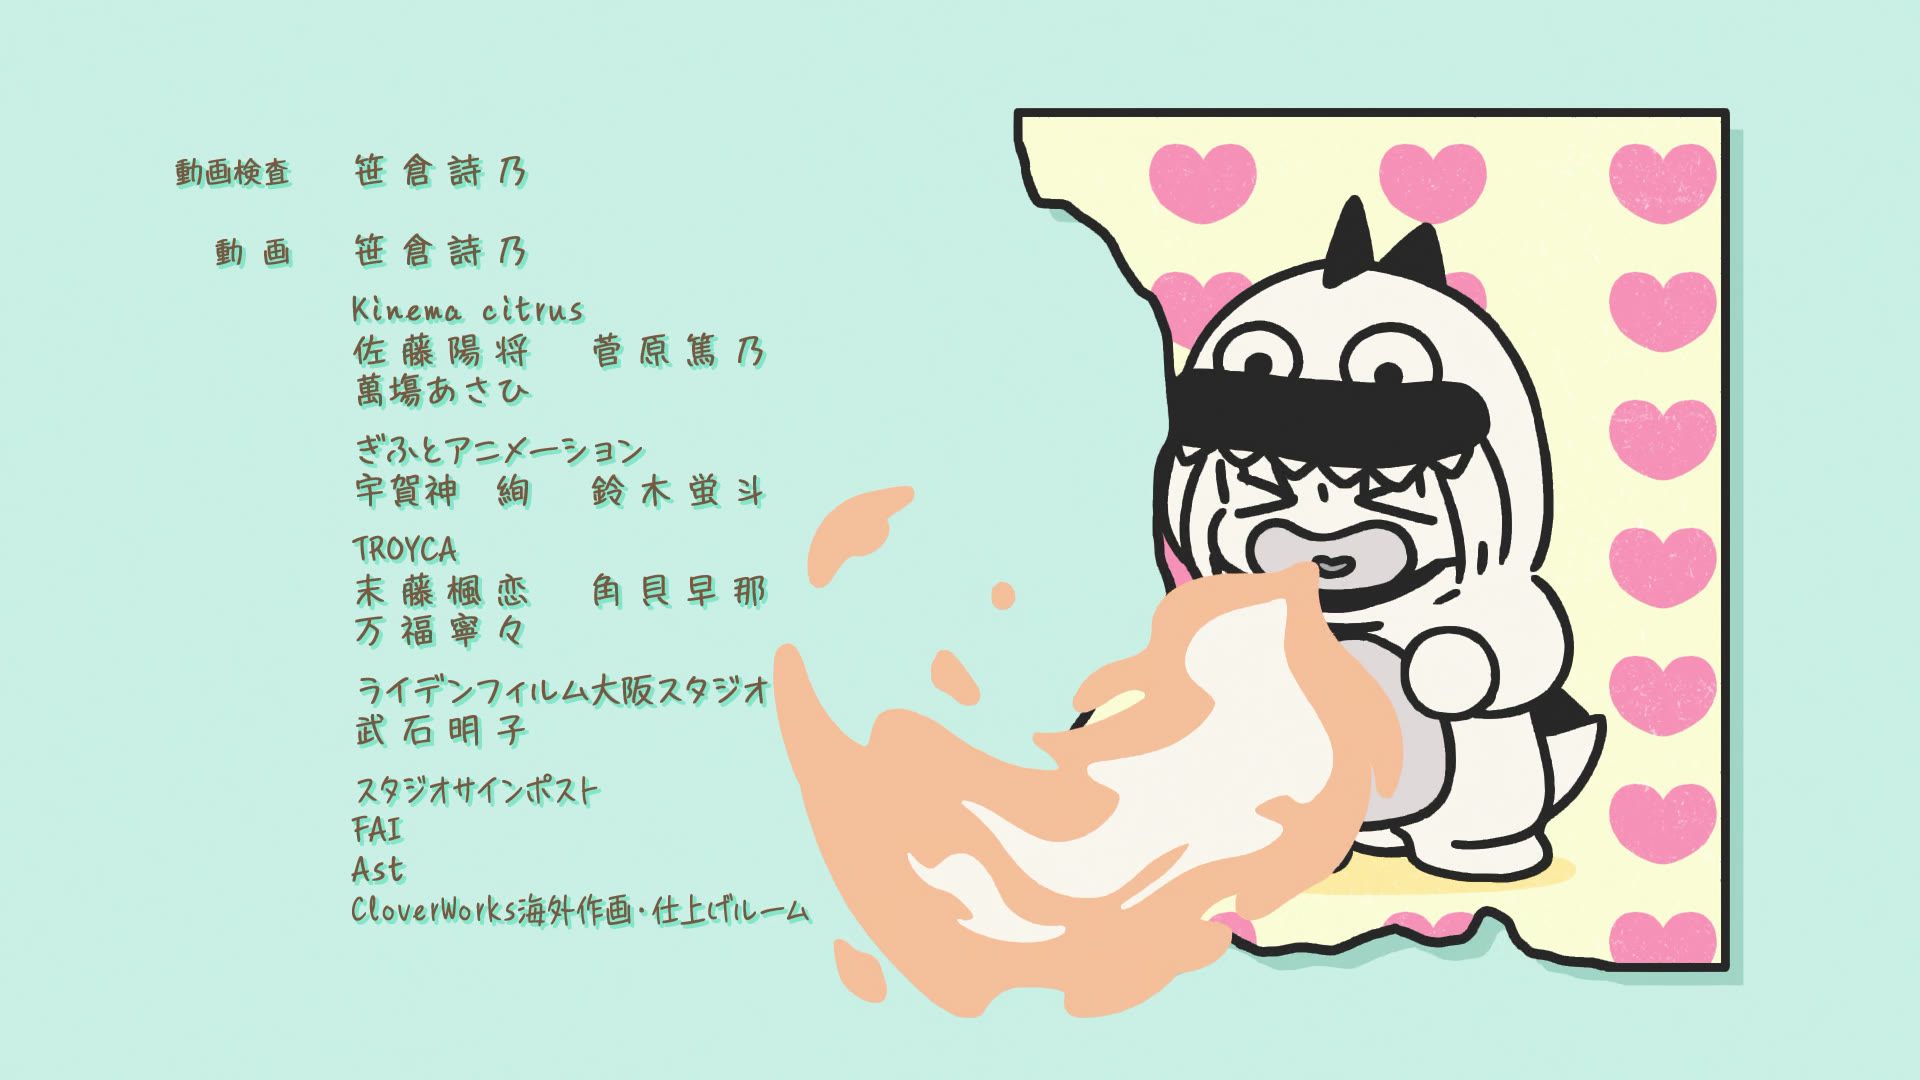 動画検査 笹倉詩乃
動画 笹倉詩乃
Kinema citrus
佐藤陽将 菅原篤乃
萬塲あさひ
ぎふとアニメーション
宇賀神 絢 鈴木蛍斗
TROYCA
末藤楓恋 角貝早那
万福寧々
ライデンフィルム大阪スタジオ
武石明子
スタジオサインポスト
FAI
Ast
CloverWorks海外作画・仕上げルーム